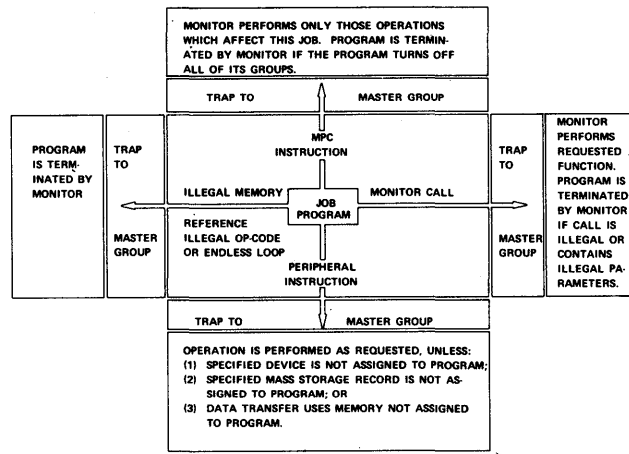 MONITOR PERFORMS ONLY THOSE OPERATIONS
WHICH AFFECT THIS JOB. PROGRAM IS TERMIN-
ATED BY MONITOR IF THE PROGRAM TURNS OFF
ALL OF ITS GROUPS.
TRAP TO MASTER GROUP
PROGRAM
IS TERM-
INATED BY
MONITOR
TRAP
TO
MASTER
GROUP
MPC
INSTRUCTION
ILLEGAL MEMORY
REFERENCE
ILLEGAL OP-CODE
OR ENDLESS LOOP
JOB
PROGRAM
MONITOR CALL
PERIPHERAL
INSTRUCTION
TRAP
TO
MASTER
GROUP
MONITOR
PERFORMS
REQUESTED
FUNCTION.
PROGRAM IS
TERMINATED
BY MONITOR
IF CALL IS
ILLEGAL OR
CONTAINS
ILLEGAL PA-
RAMETERS.
TRAP TO MASTER GROUP
OPERATION IS PERFORMED AS REQUESTED, UNLESS:
(1) SPECIFIED DEVICE IS NOT ASSIGNED TO PROGRAM;
(2) SPECIFIED MASS STORAGE RECORD IS NOT AS-
SIGNED TO PROGRAM; OR
(3) DATA TRANSFER USES MEMORY NOT ASSIGNED
TO PROGRAM.